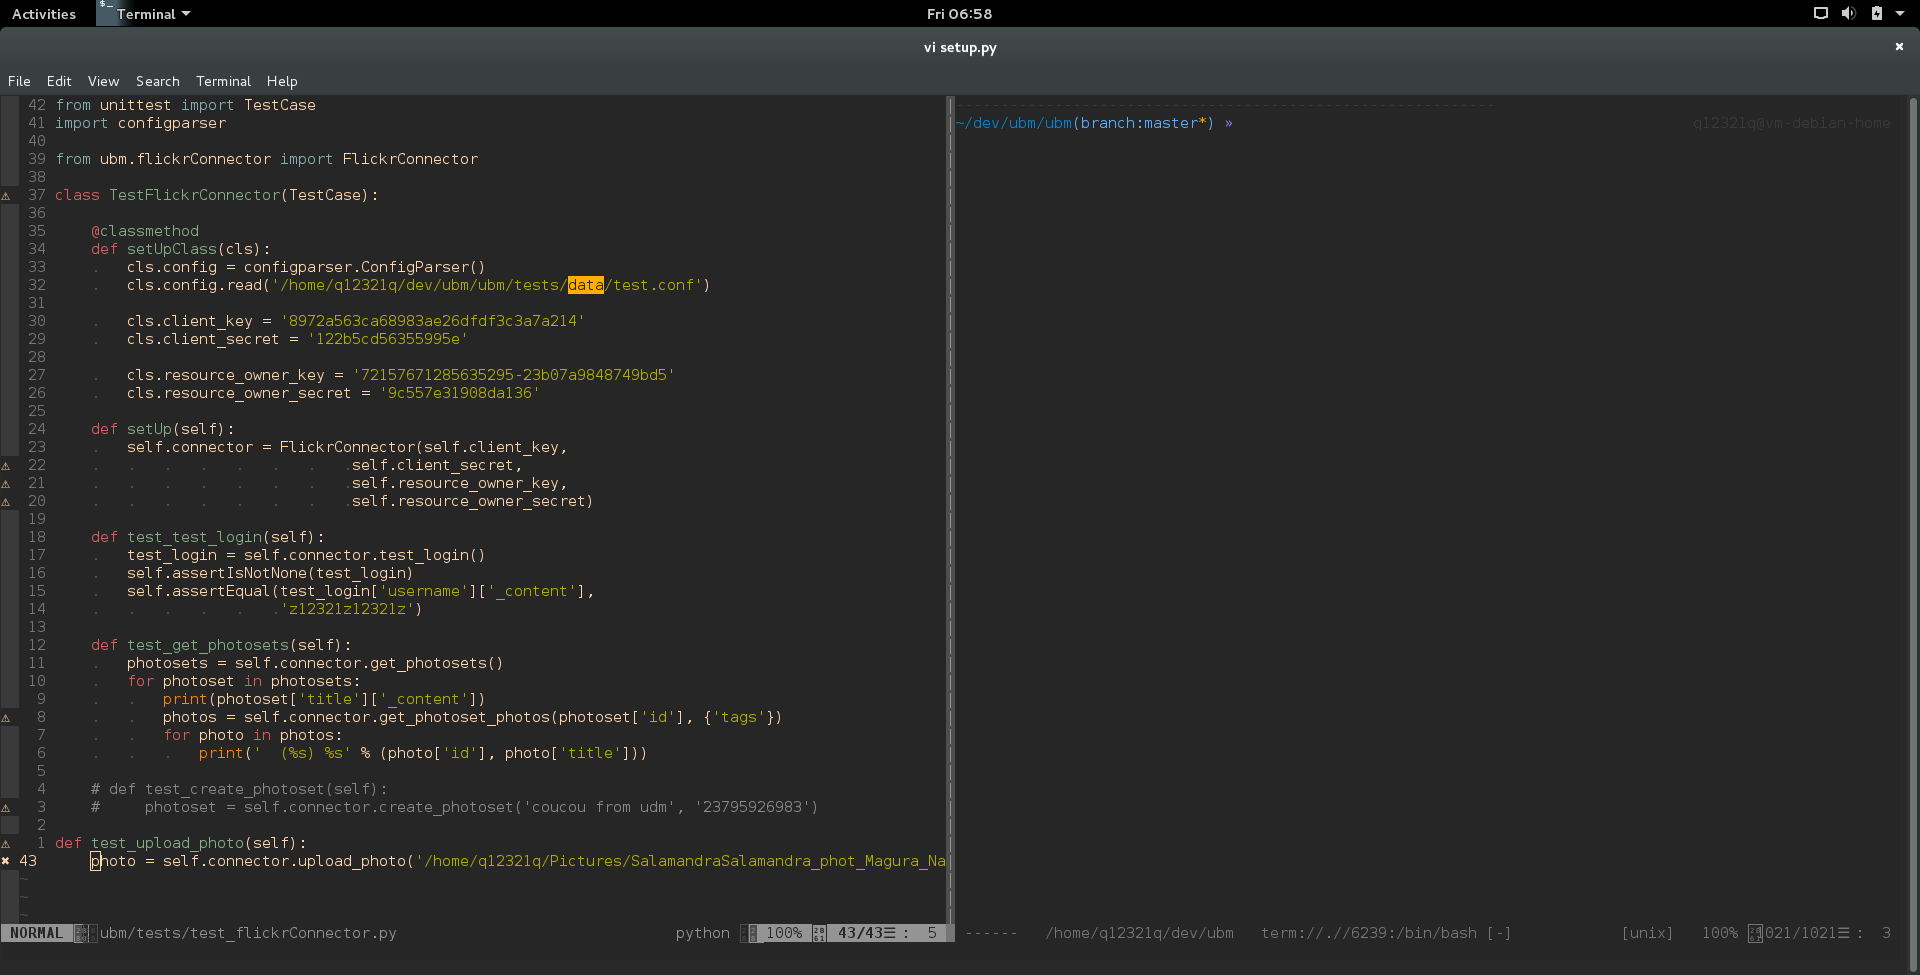 Activities Terminal Fri 06:58
vi setup.py
File Edit View Search Terminal Help
42 from unittest import TestCase
41 import configparser
40
39 from ubm.flickrConnector import FlickrConnector
38
37 class TestFlickrConnector(TestCase):
36
35     @classmethod
34     def setUpClass(cls):
33     .   cls.config = configparser.ConfigParser()
32     .   cls.config.read('/home/q12321q/dev/ubm/ubm/tests/data/test.conf')
31
30     .   cls.client_key = '8972a563ca68983ae26dfdf3c3a7a214'
29     .   cls.client_secret = '122b5cd56355995e'
28
27     .   cls.resource_owner_key = '72157671285635295-23b07a9848749bd5'
26     .   cls.resource_owner_secret = '9c557e31908da136'
25
24     def setUp(self):
23     .   self.connector = FlickrConnector(self.client_key,
22     .   .   .   .   .   .   .   .self.client_secret,
21     .   .   .   .   .   .   .   .self.resource_owner_key,
20     .   .   .   .   .   .   .   .self.resource_owner_secret)
19
18     def test_test_login(self):
17     .   test_login = self.connector.test_login()
16     .   self.assertIsNotNone(test_login)
15     .   self.assertEqual(test_login['username']['_content'],
14     .   .   .   .   .   .'z12321z12321z')
13
12     def test_get_photosets(self):
11     .   photosets = self.connector.get_photosets()
10     .   for photoset in photosets:
9     .   .   print(photoset['title']['_content'])
8     .   .   photos = self.connector.get_photoset_photos(photoset['id'], {'tags'})
7     .   .   for photo in photos:
6     .   .   .   print('  (%s) %s' % (photo['id'], photo['title']))
5
4     # def test_create_photoset(self):
3     #     photoset = self.connector.create_photoset('coucou from udm', '23795926983')
2
1 def test_upload_photo(self):
43     photo = self.connector.upload_photo('/home/q12321q/Pictures/SalamandraSalamandra_phot_Magura_Na
~
~
~
NORMAL ubm/tests/test_flickrConnector.py python 100% 43/43☰ : 5
------------------------------------------------------------
~/dev/ubm/ubm(branch:master*) » q12321q@vm-debian-home
------ /home/q12321q/dev/ubm term://.//6239:/bin/bash [-] [unix] 100% 1021/1021☰ : 3